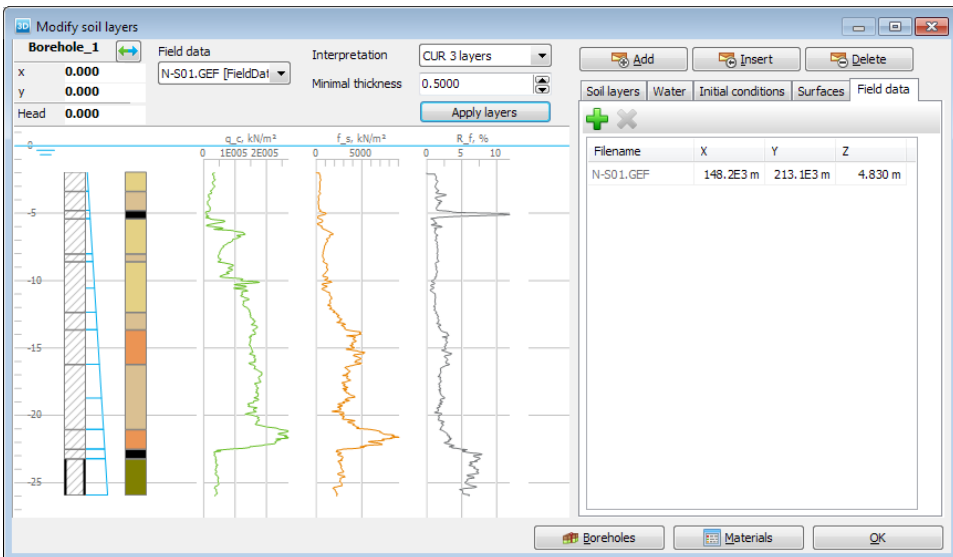 3D Modify soil layers
Borehole_1
x 0.000
y 0.000
Head 0.000
Field data
N-S01.GEF [FieldDat
Interpretation CUR 3 layers
Minimal thickness 0.5000
Apply layers
Add Insert Delete
Soil layers Water Initial conditions Surfaces Field data
Filename X Y Z
N-S01.GEF 148.2E3 m 213.1E3 m 4.830 m
q_c, kN/m² f_s, kN/m² R_f, %
0 1E005 2E005 0 5000 0 5 10
0
-5
-10
-15
-20
-25
Boreholes Materials OK